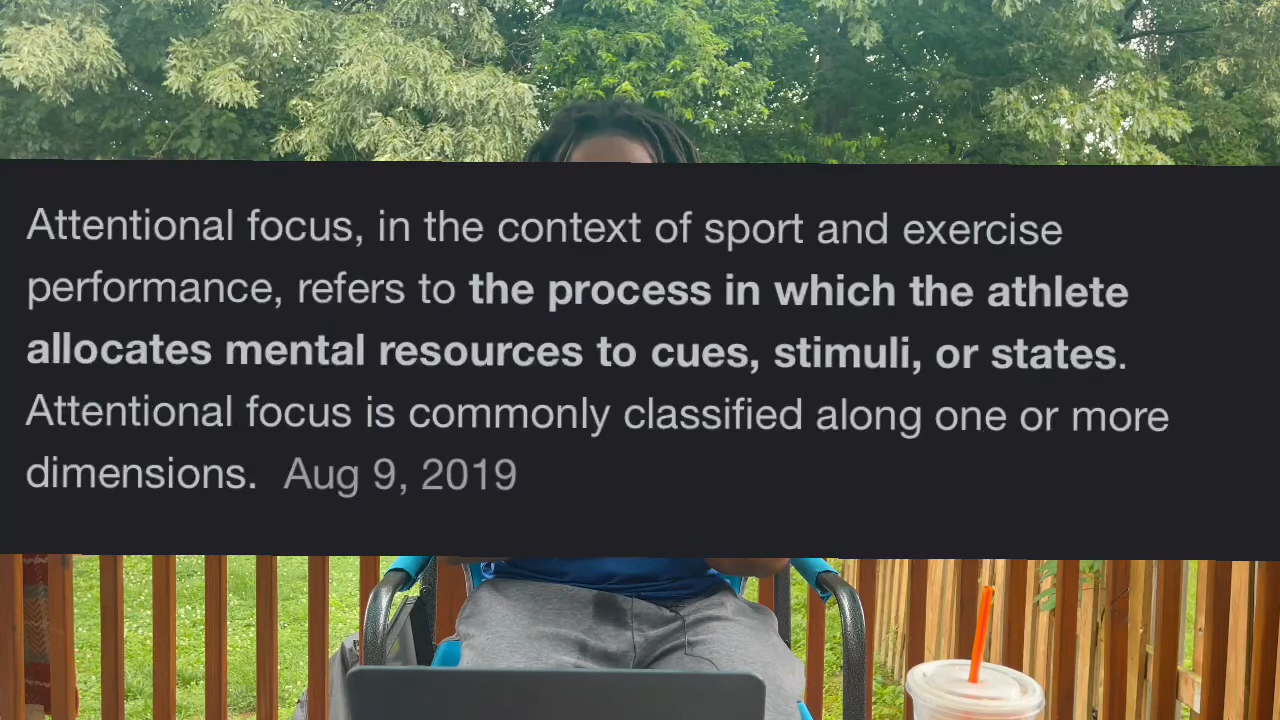 Attentional focus, in the context of sport and exercise
performance, refers to the process in which the athlete
allocates mental resources to cues, stimuli, or states.
Attentional focus is commonly classified along one or more
dimensions. Aug 9, 2019